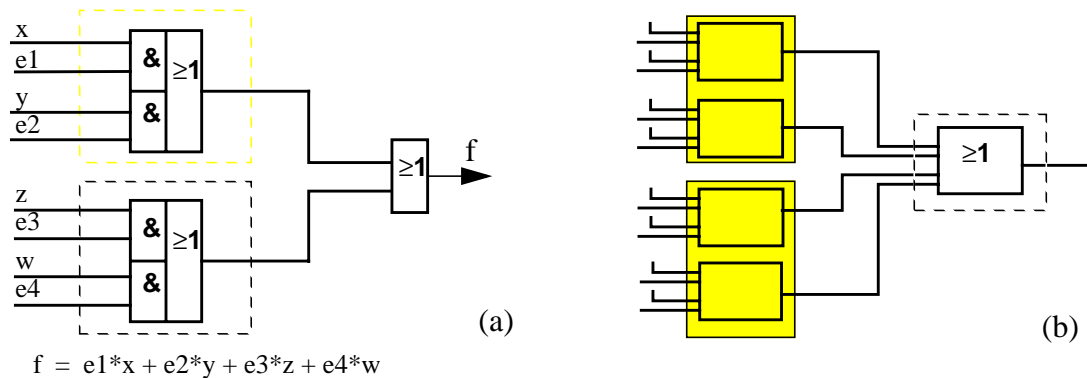 x
e1
&
≥1
y
e2
&
z
e3
&
≥1
w
e4
&
≥1
f
(a)
f = e1*x + e2*y + e3*z + e4*w
≥1
(b)